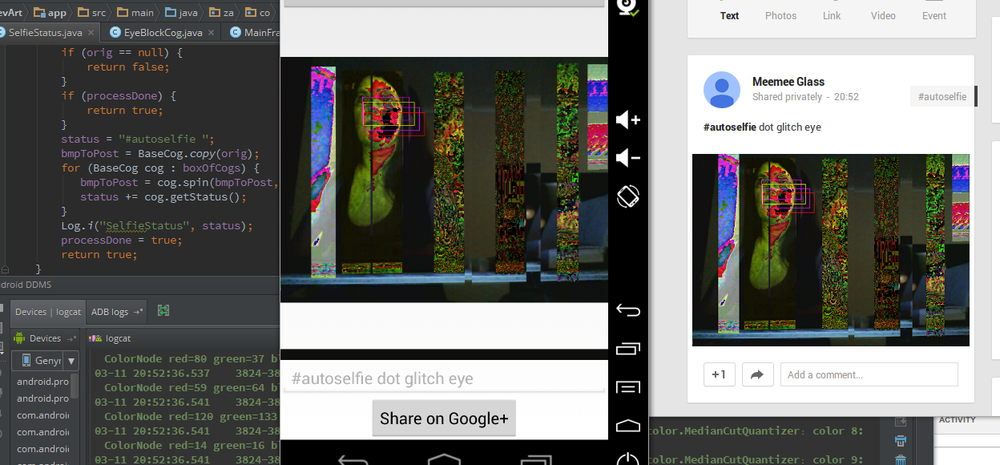 evArt
app
src
main
java
za
co
SelfieStatus.java
EyeBlockCog.java
MainFra
if (orig == null) {
return false;
}
if (processDone) {
return true;
}
status = "#autoselfie ";
bmpToPost = BaseCog.copy(orig);
for (BaseCog cog : boxOfCogs) {
bmpToPost = cog.spin(bmpToPost,
status += cog.getStatus();
}
Log.f("SelfieStatus", status);
processDone = true;
return true;
}
ndroid DDMS
Devices | logcat
ADB logs
Devices
logcat
Genyr
android.pro
android.pro
com.android
com.androi
com.androi
com.android
ColorNode red=80 green=37 bl
03-11 20:52:36.537 3824-38
ColorNode red=59 green=64 b
03-11 20:52:36.541 3824-38
ColorNode red=120 green=133
03-11 20:52:36.541 3824-38
ColorNode red=14 green=16 b
03-11 20:52:36.541 3824-38
#autoselfie dot glitch eye
Share on Google+
Text
Photos
Link
Video
Event
Meemee Glass
Shared privately - 20:52
#autoselfie
#autoselfie dot glitch eye
+1
Add a comment...
color.MedianCutQuantizer: color 8:
color.MedianCutQuantizer: color 9:
ACTIVITY